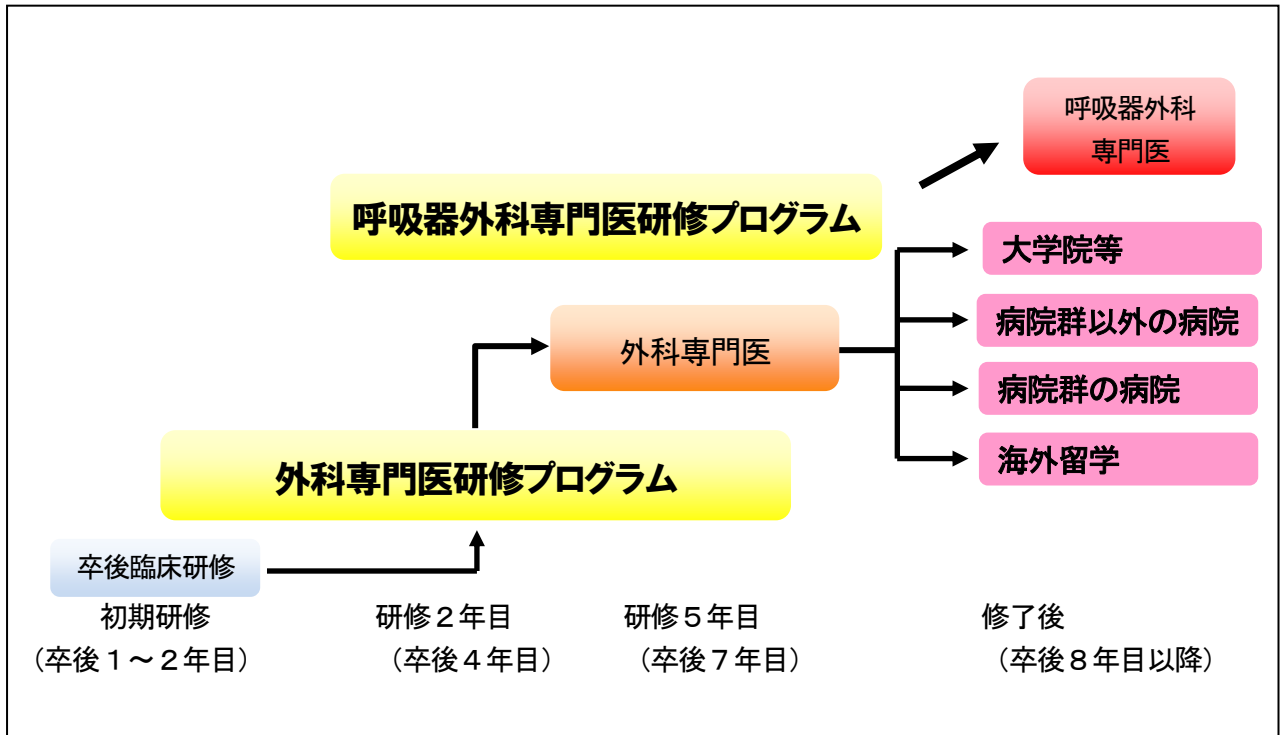 呼吸器外科
専門医
呼吸器外科専門医研修プログラム
大学院等
病院群以外の病院
外科専門医
病院群の病院
海外留学
外科専門医研修プログラム
卒後臨床研修
初期研修 研修２年目 研修５年目 修了後
（卒後１～２年目） （卒後４年目） （卒後７年目） （卒後８年目以降）